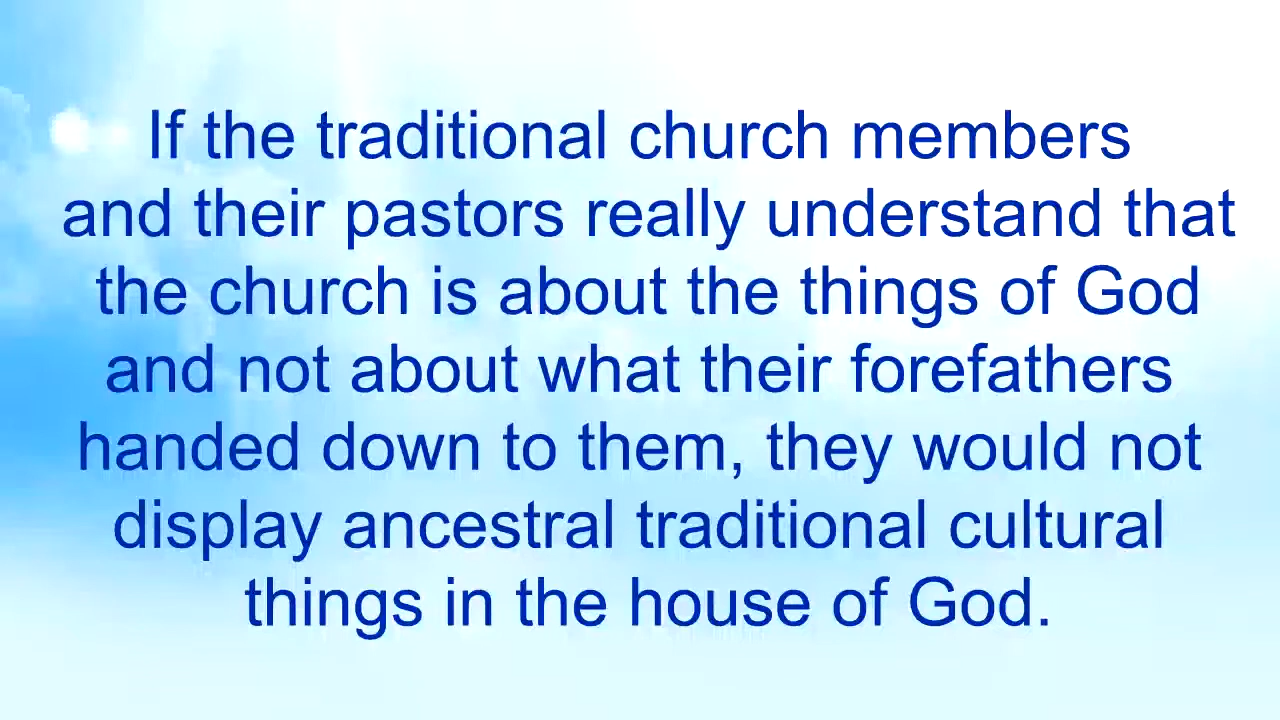 If the traditional church members
and their pastors really understand that
the church is about the things of God
and not about what their forefathers
handed down to them, they would not
display ancestral traditional cultural
things in the house of God.